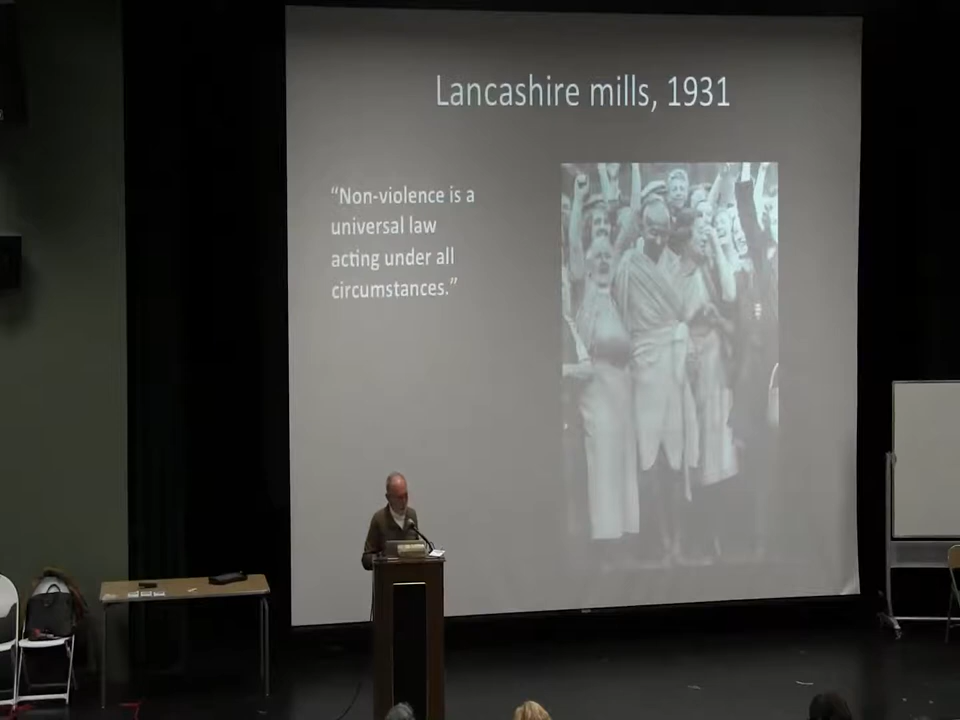 Lancashire mills, 1931
“Non-violence is a
universal law
acting under all
circumstances.”